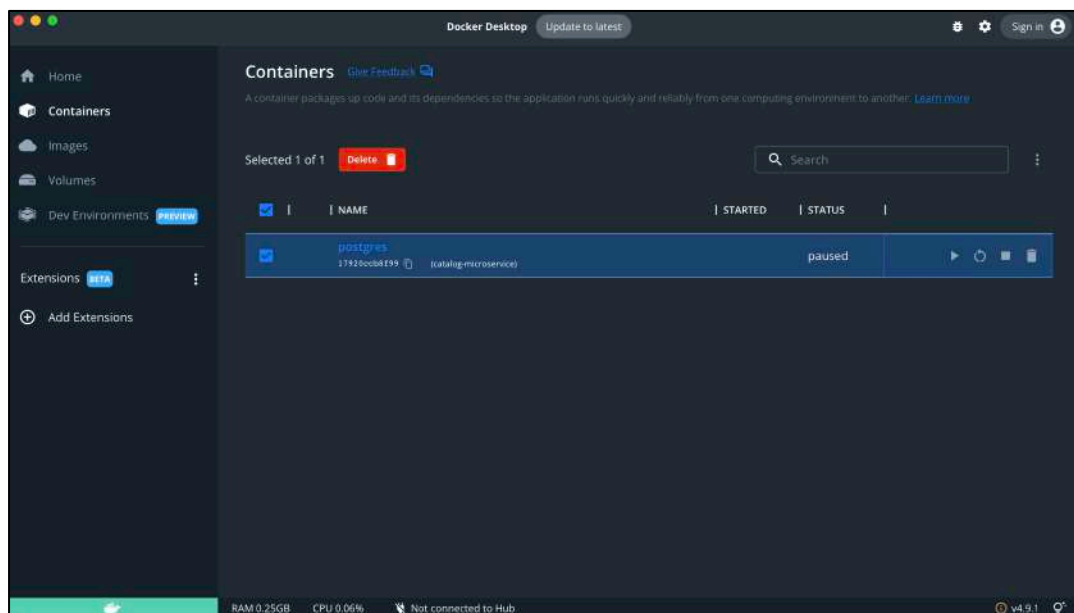 Docker Desktop Update to latest Sign in
Home
Containers
Images
Volumes
Dev Environments PREVIEW
Extensions BETA
Add Extensions
Containers Give Feedback
A container packages up code and its dependencies so the application runs quickly and reliably from one computing environment to another. Learn more
Selected 1 of 1 Delete Search
NAME STARTED STATUS
postgres paused
(catalog-microservice)
RAM 0.25GB CPU 0.06% Not connected to Hub v4.9.1